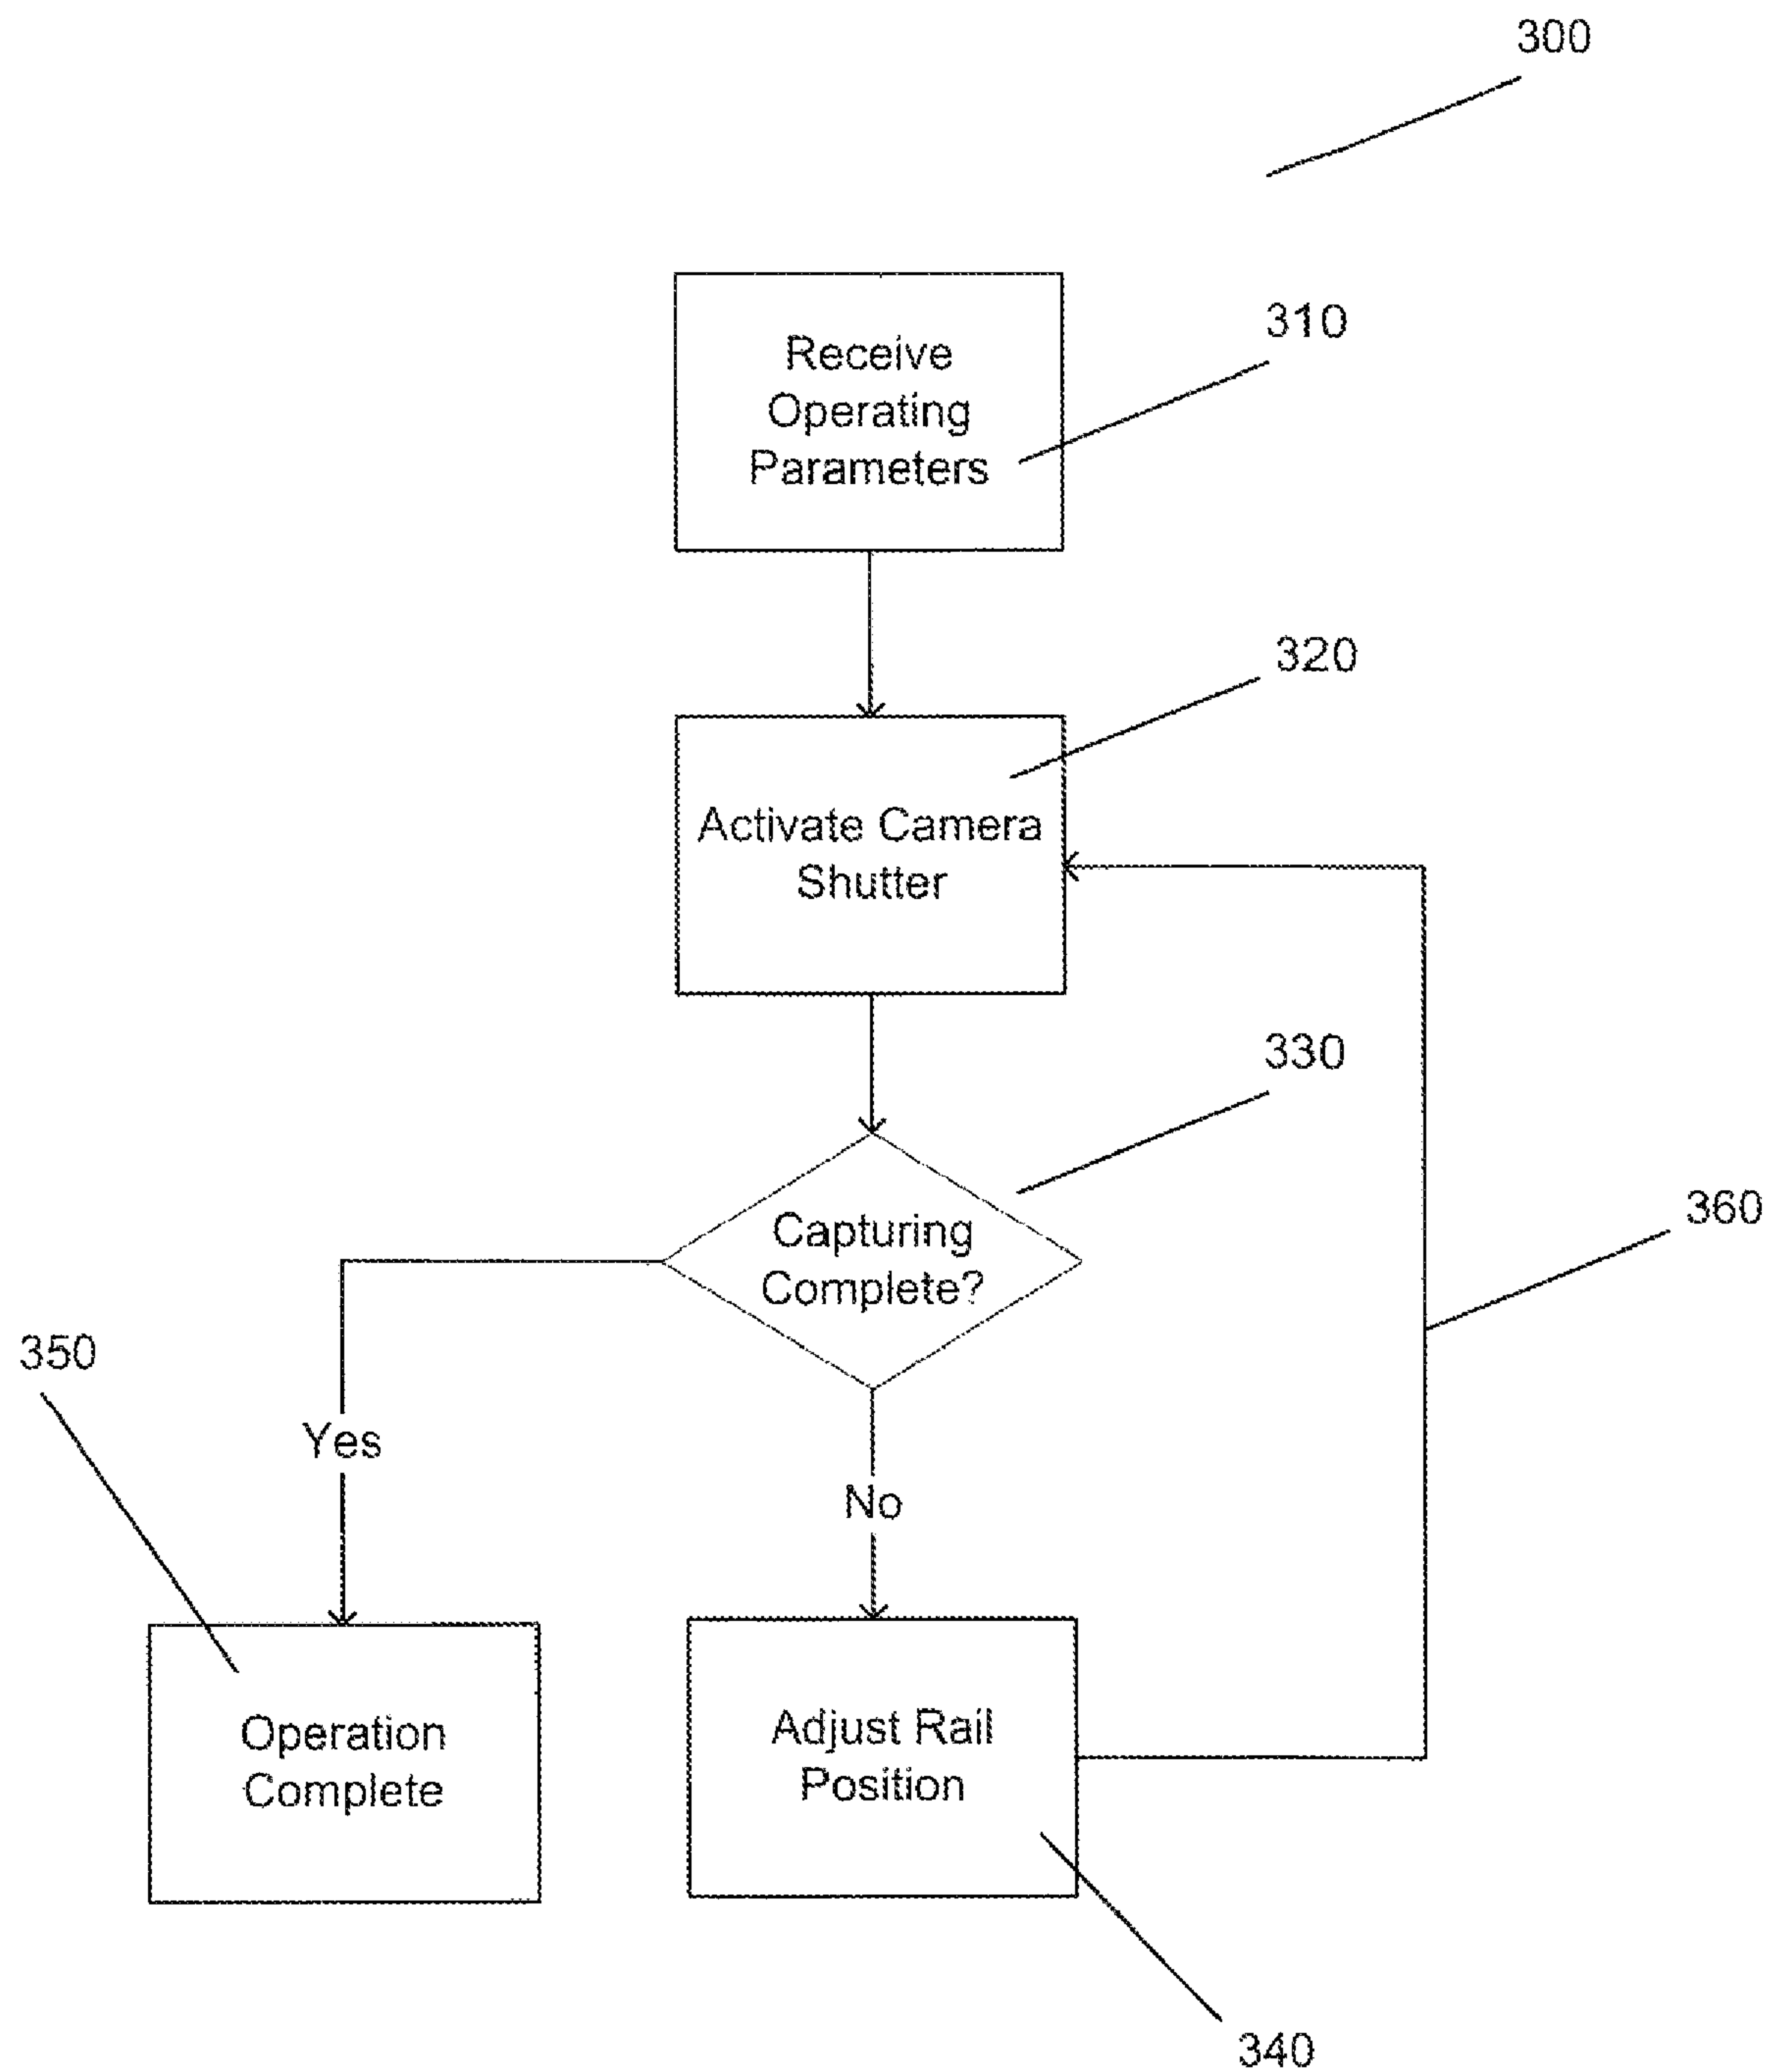 300
Receive
Operating
Parameters
310
320
Activate Camera
Shutter
330
Capturing
Complete?
360
350
Yes
No
Operation
Complete
Adjust Rail
Position
340